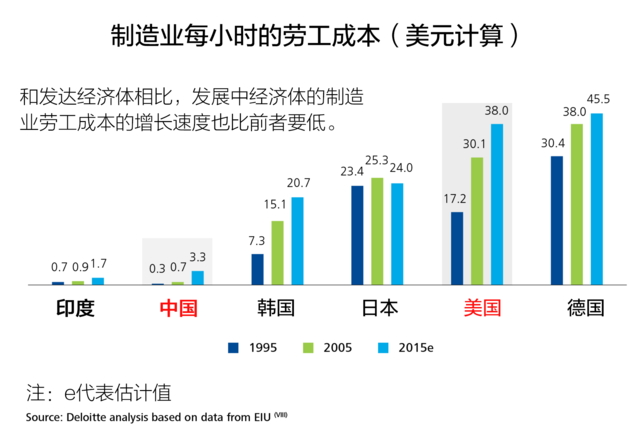 制造业每小时的劳工成本（美元计算）
和发达经济体相比，发展中经济体的制造
业劳工成本的增长速度也比前者要低。
0.7 0.9 1.7
0.3 0.7 3.3
7.3 15.1 20.7
23.4 25.3 24.0
17.2 30.1 38.0
30.4 38.0 45.5
印度 中国 韩国 日本 美国 德国
1995 2005 2015e
注：e代表估计值
Source: Deloitte analysis based on data from EIU (VIII)